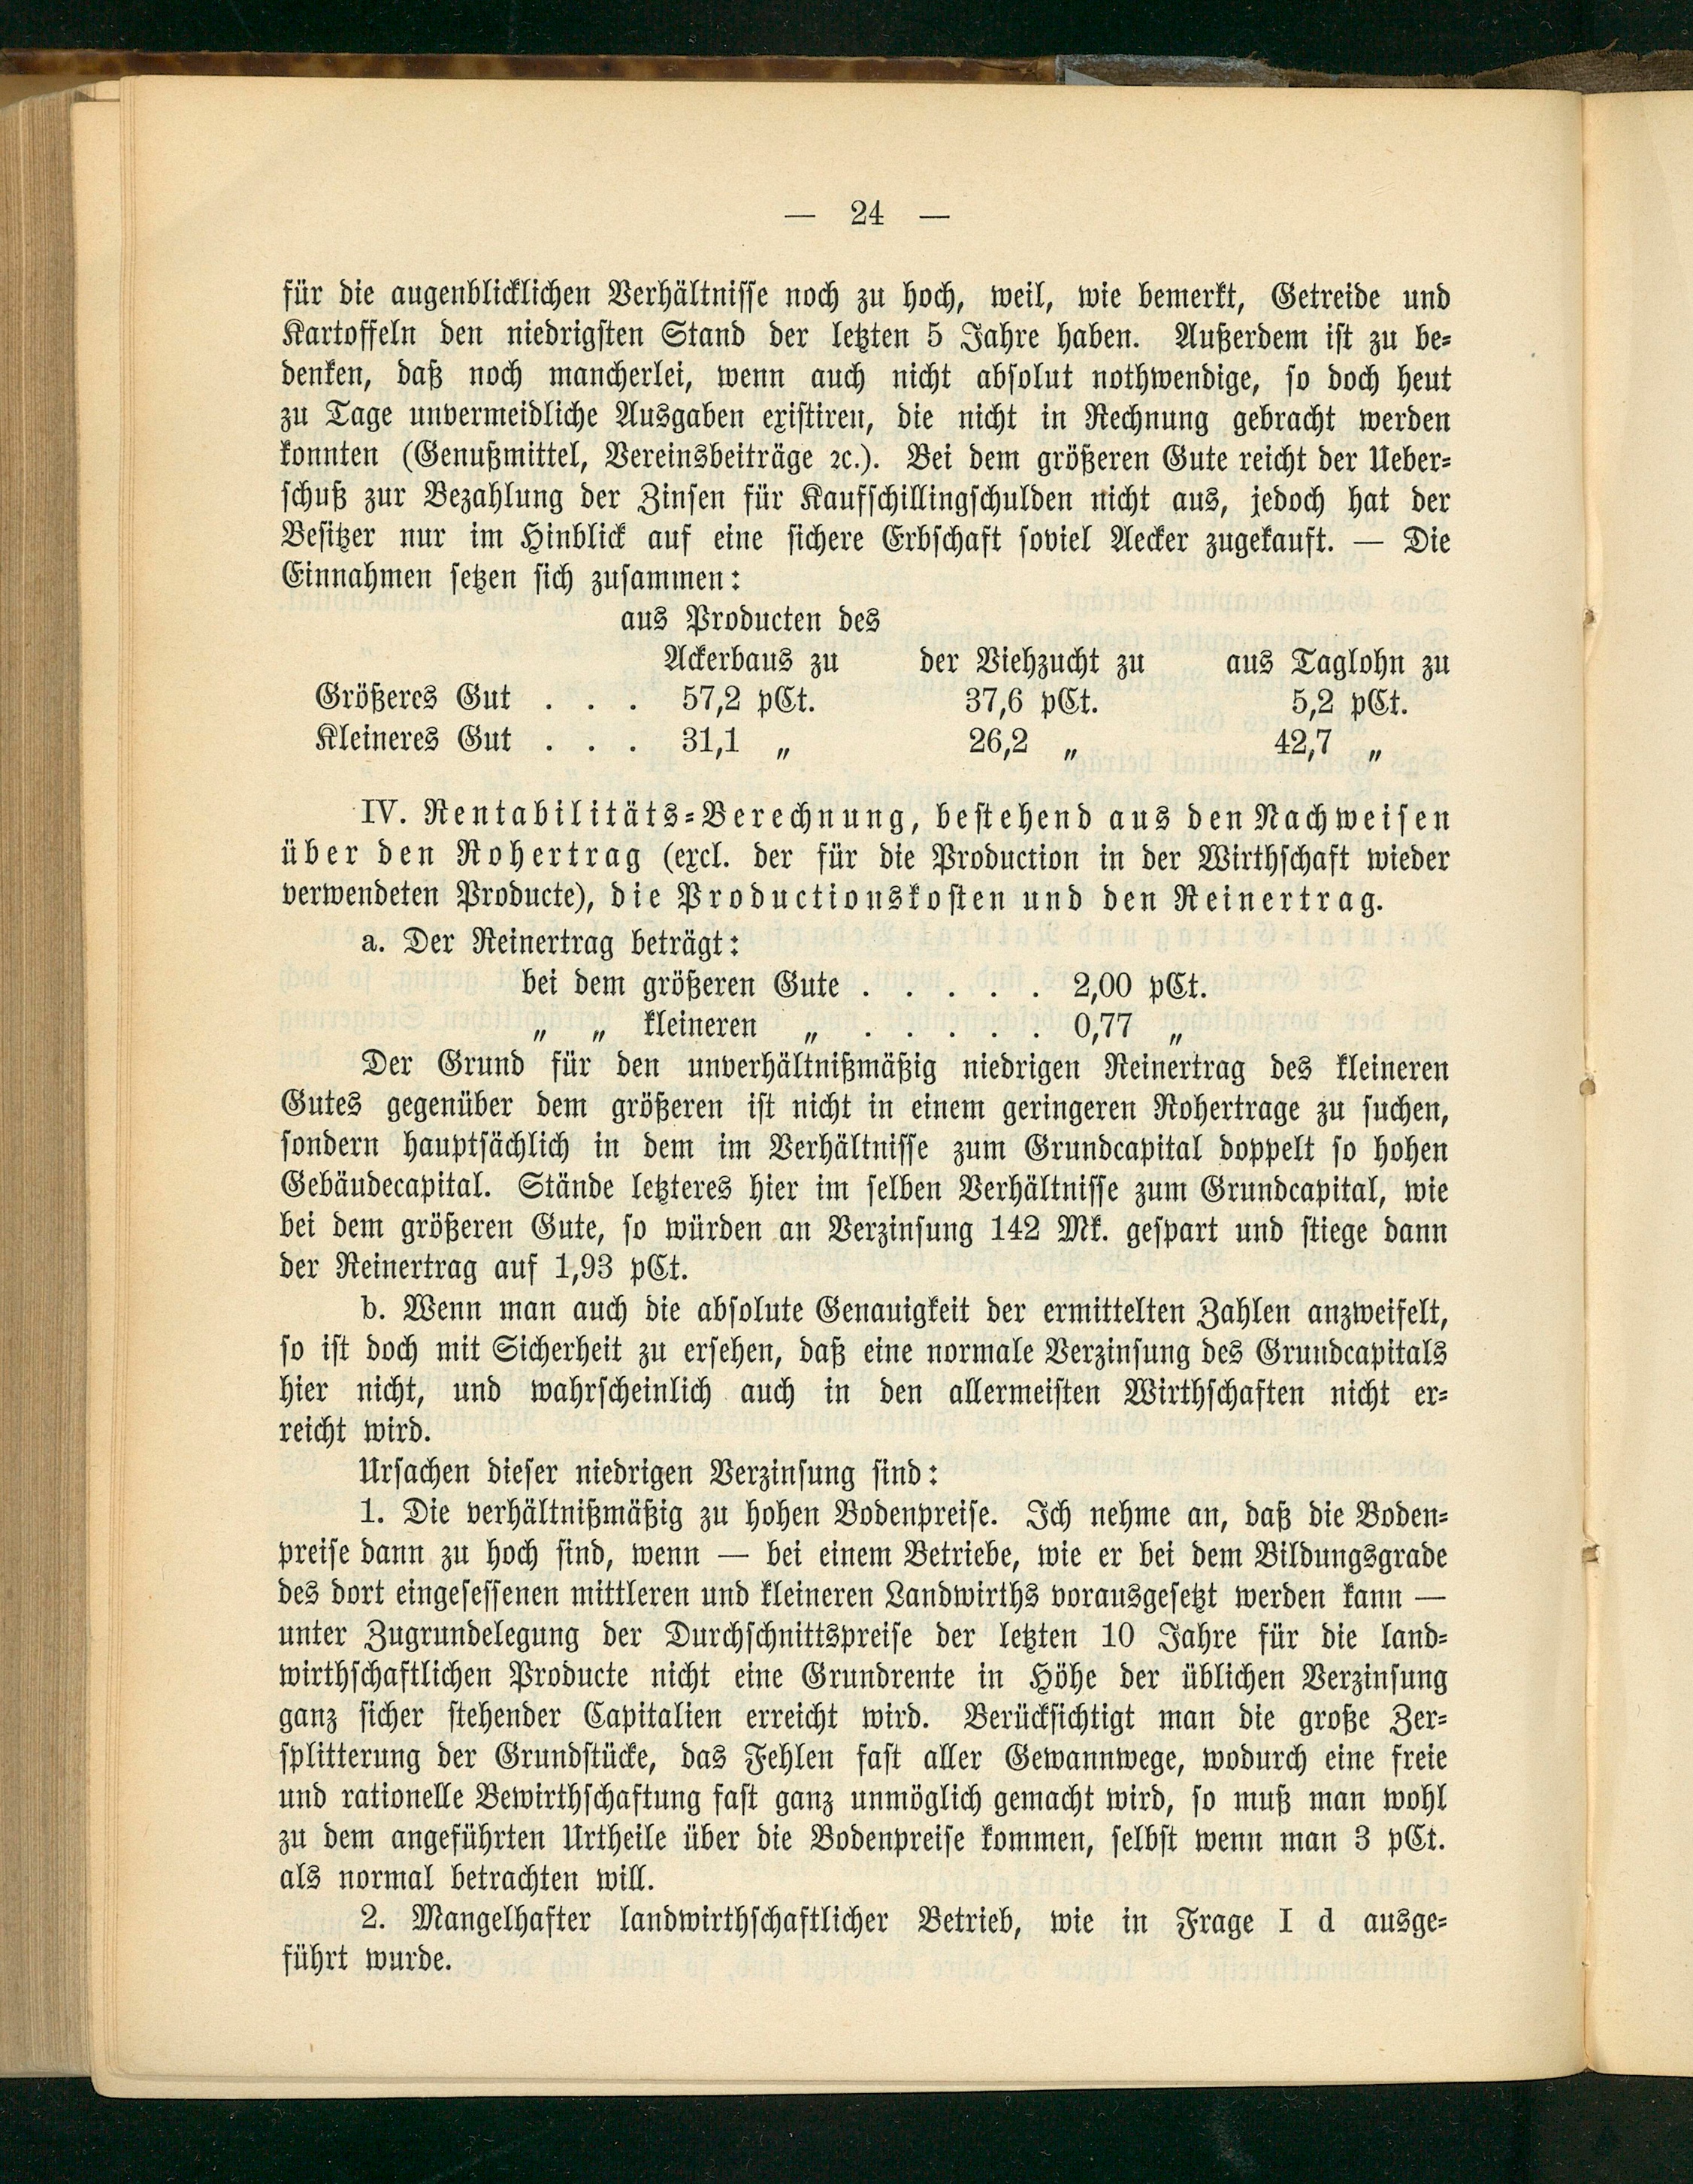 — 24 —
für die augenblicklichen Verhältnisse noch zu hoch, weil, wie bemerkt, Getreide und
Kartoffeln den niedrigsten Stand der letzten 5 Jahre haben. Außerdem ist zu be-
denken, daß noch mancherlei, wenn auch nicht absolut nothwendige, so doch heut
zu Tage unvermeidliche Ausgaben existiren, die nicht in Rechnung gebracht werden
konnten (Genußmittel, Vereinsbeiträge ꝛc.). Bei dem größeren Gute reicht der Ueber-
schuß zur Bezahlung der Zinsen für Kaufschillingschulden nicht aus, jedoch hat der
Besitzer nur im Hinblick auf eine sichere Erbschaft soviel Aecker zugekauft. — Die
Einnahmen setzen sich zusammen:
aus Producten des
Ackerbaus zu der Viehzucht zu aus Taglohn zu
Größeres Gut . . . 57,2 pCt. 37,6 pCt. 5,2 pCt.
Kleineres Gut . . . 31,1 „ 26,2 „ 42,7 „
IV. Rentabilitäts-Berechnung, bestehend aus den Nachweisen
über den Rohertrag (excl. der für die Production in der Wirthschaft wieder
verwendeten Producte), die Productionskosten und den Reinertrag.
a. Der Reinertrag beträgt:
bei dem größeren Gute . . . . . 2,00 pCt.
„ „ kleineren „ . . . . . 0,77 „
Der Grund für den unverhältnißmäßig niedrigen Reinertrag des kleineren
Gutes gegenüber dem größeren ist nicht in einem geringeren Rohertrage zu suchen,
sondern hauptsächlich in dem im Verhältnisse zum Grundcapital doppelt so hohen
Gebäudecapital. Stände letzteres hier im selben Verhältnisse zum Grundcapital, wie
bei dem größeren Gute, so würden an Verzinsung 142 Mk. gespart und stiege dann
der Reinertrag auf 1,93 pCt.
b. Wenn man auch die absolute Genauigkeit der ermittelten Zahlen anzweifelt,
so ist doch mit Sicherheit zu ersehen, daß eine normale Verzinsung des Grundcapitals
hier nicht, und wahrscheinlich auch in den allermeisten Wirthschaften nicht er-
reicht wird.
Ursachen dieser niedrigen Verzinsung sind:
1. Die verhältnißmäßig zu hohen Bodenpreise. Ich nehme an, daß die Boden-
preise dann zu hoch sind, wenn — bei einem Betriebe, wie er bei dem Bildungsgrade
des dort eingesessenen mittleren und kleineren Landwirths vorausgesetzt werden kann —
unter Zugrundelegung der Durchschnittspreise der letzten 10 Jahre für die land-
wirthschaftlichen Producte nicht eine Grundrente in Höhe der üblichen Verzinsung
ganz sicher stehender Capitalien erreicht wird. Berücksichtigt man die große Zer-
splitterung der Grundstücke, das Fehlen fast aller Gewannwege, wodurch eine freie
und rationelle Bewirthschaftung fast ganz unmöglich gemacht wird, so muß man wohl
zu dem angeführten Urtheile über die Bodenpreise kommen, selbst wenn man 3 pCt.
als normal betrachten will.
2. Mangelhafter landwirthschaftlicher Betrieb, wie in Frage I d ausge-
führt wurde.